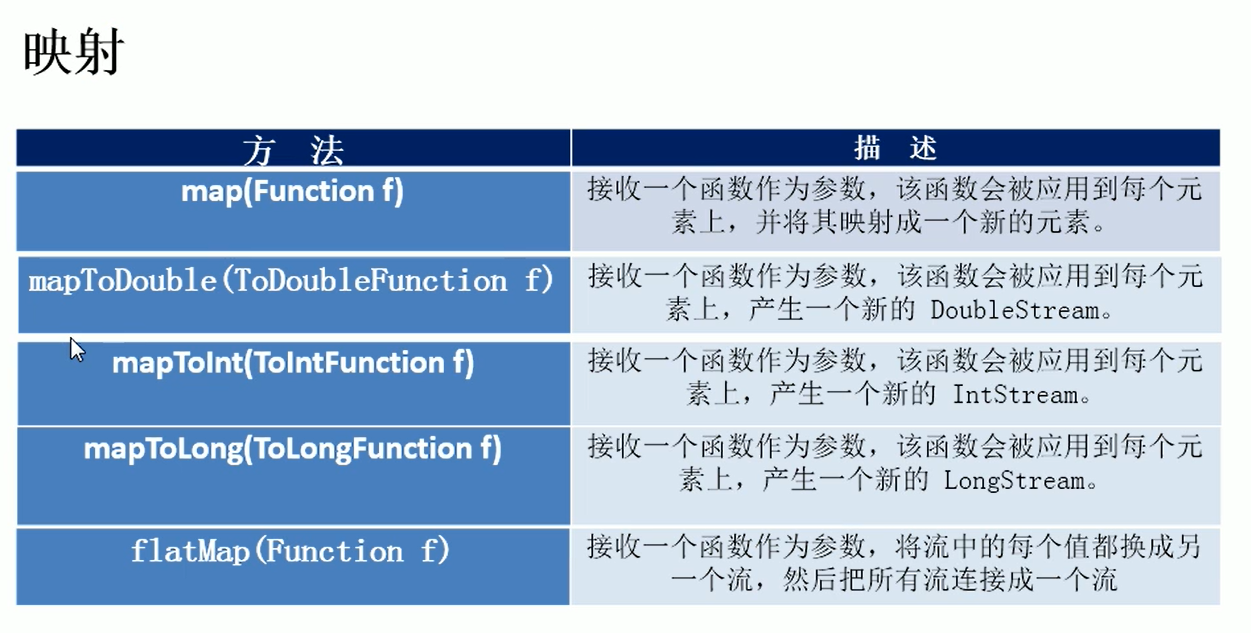 映射
方 法
描 述
map(Function f)
接收一个函数作为参数，该函数会被应用到每个元
素上，并将其映射成一个新的元素。
mapToDouble(ToDoubleFunction f)
接收一个函数作为参数，该函数会被应用到每个元
素上，产生一个新的 DoubleStream。
mapToInt(ToIntFunction f)
接收一个函数作为参数，该函数会被应用到每个元
素上，产生一个新的 IntStream。
mapToLong(ToLongFunction f)
接收一个函数作为参数，该函数会被应用到每个元
素上，产生一个新的 LongStream。
flatMap(Function f)
接收一个函数作为参数，将流中的每个值都换成另
一个流，然后把所有流连接成一个流